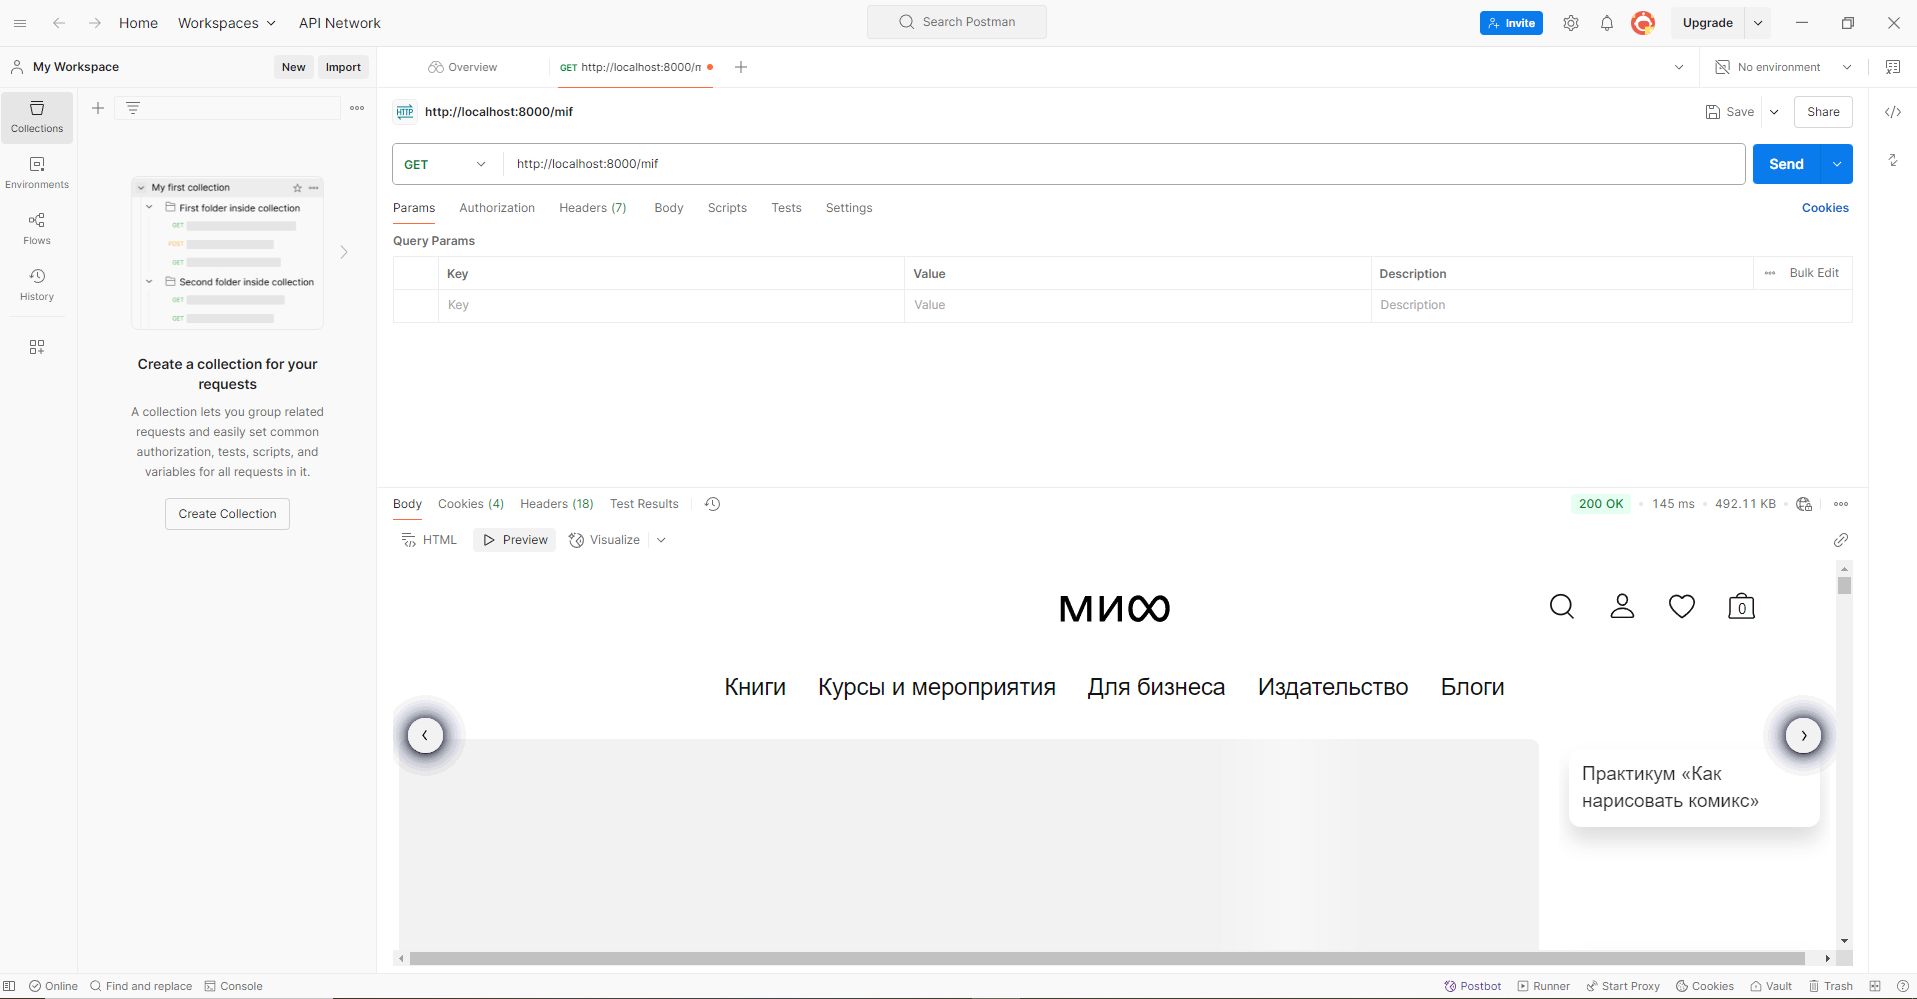 Home
Workspaces
API Network
Search Postman
Invite
Upgrade
My Workspace
New
Import
Overview
GET http://localhost:8000/m
No environment
Collections
Environments
Flows
History
My first collection
First folder inside collection
GET
POST
GET
Second folder inside collection
GET
GET
Create a collection for your
requests
A collection lets you group related
requests and easily set common
authorization, tests, scripts, and
variables for all requests in it.
Create Collection
HTTP
http://localhost:8000/mif
Save
Share
GET
http://localhost:8000/mif
Send
Params
Authorization
Headers (7)
Body
Scripts
Tests
Settings
Cookies
Query Params
Key
Value
Description
Bulk Edit
Key
Value
Description
Body
Cookies (4)
Headers (18)
Test Results
200 OK
145 ms
492.11 KB
HTML
Preview
Visualize
МИФ
0
Книги
Курсы и мероприятия
Для бизнеса
Издательство
Блоги
Практикум «Как
нарисовать комикс»
Online
Find and replace
Console
Postbot
Runner
Start Proxy
Cookies
Vault
Trash